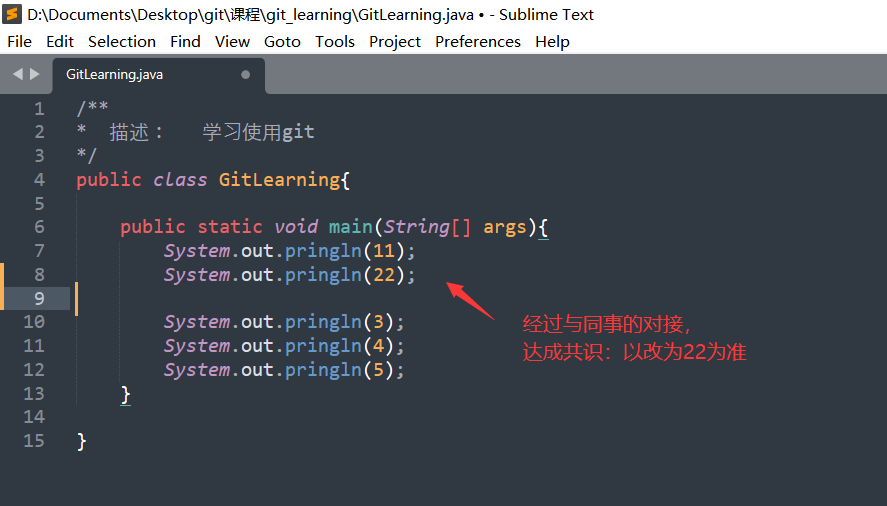 D:\Documents\Desktop\git\课程\git_learning\GitLearning.java • - Sublime Text
File Edit Selection Find View Goto Tools Project Preferences Help
GitLearning.java
1 /**
2 * 描述： 学习使用git
3 */
4 public class GitLearning{
5
6 public static void main(String[] args){
7 System.out.pringln(11);
8 System.out.pringln(22);
9
10 System.out.pringln(3);
11 System.out.pringln(4);
12 System.out.pringln(5);
13 }
14
15 }
经过与同事的对接，
达成共识：以改为22为准